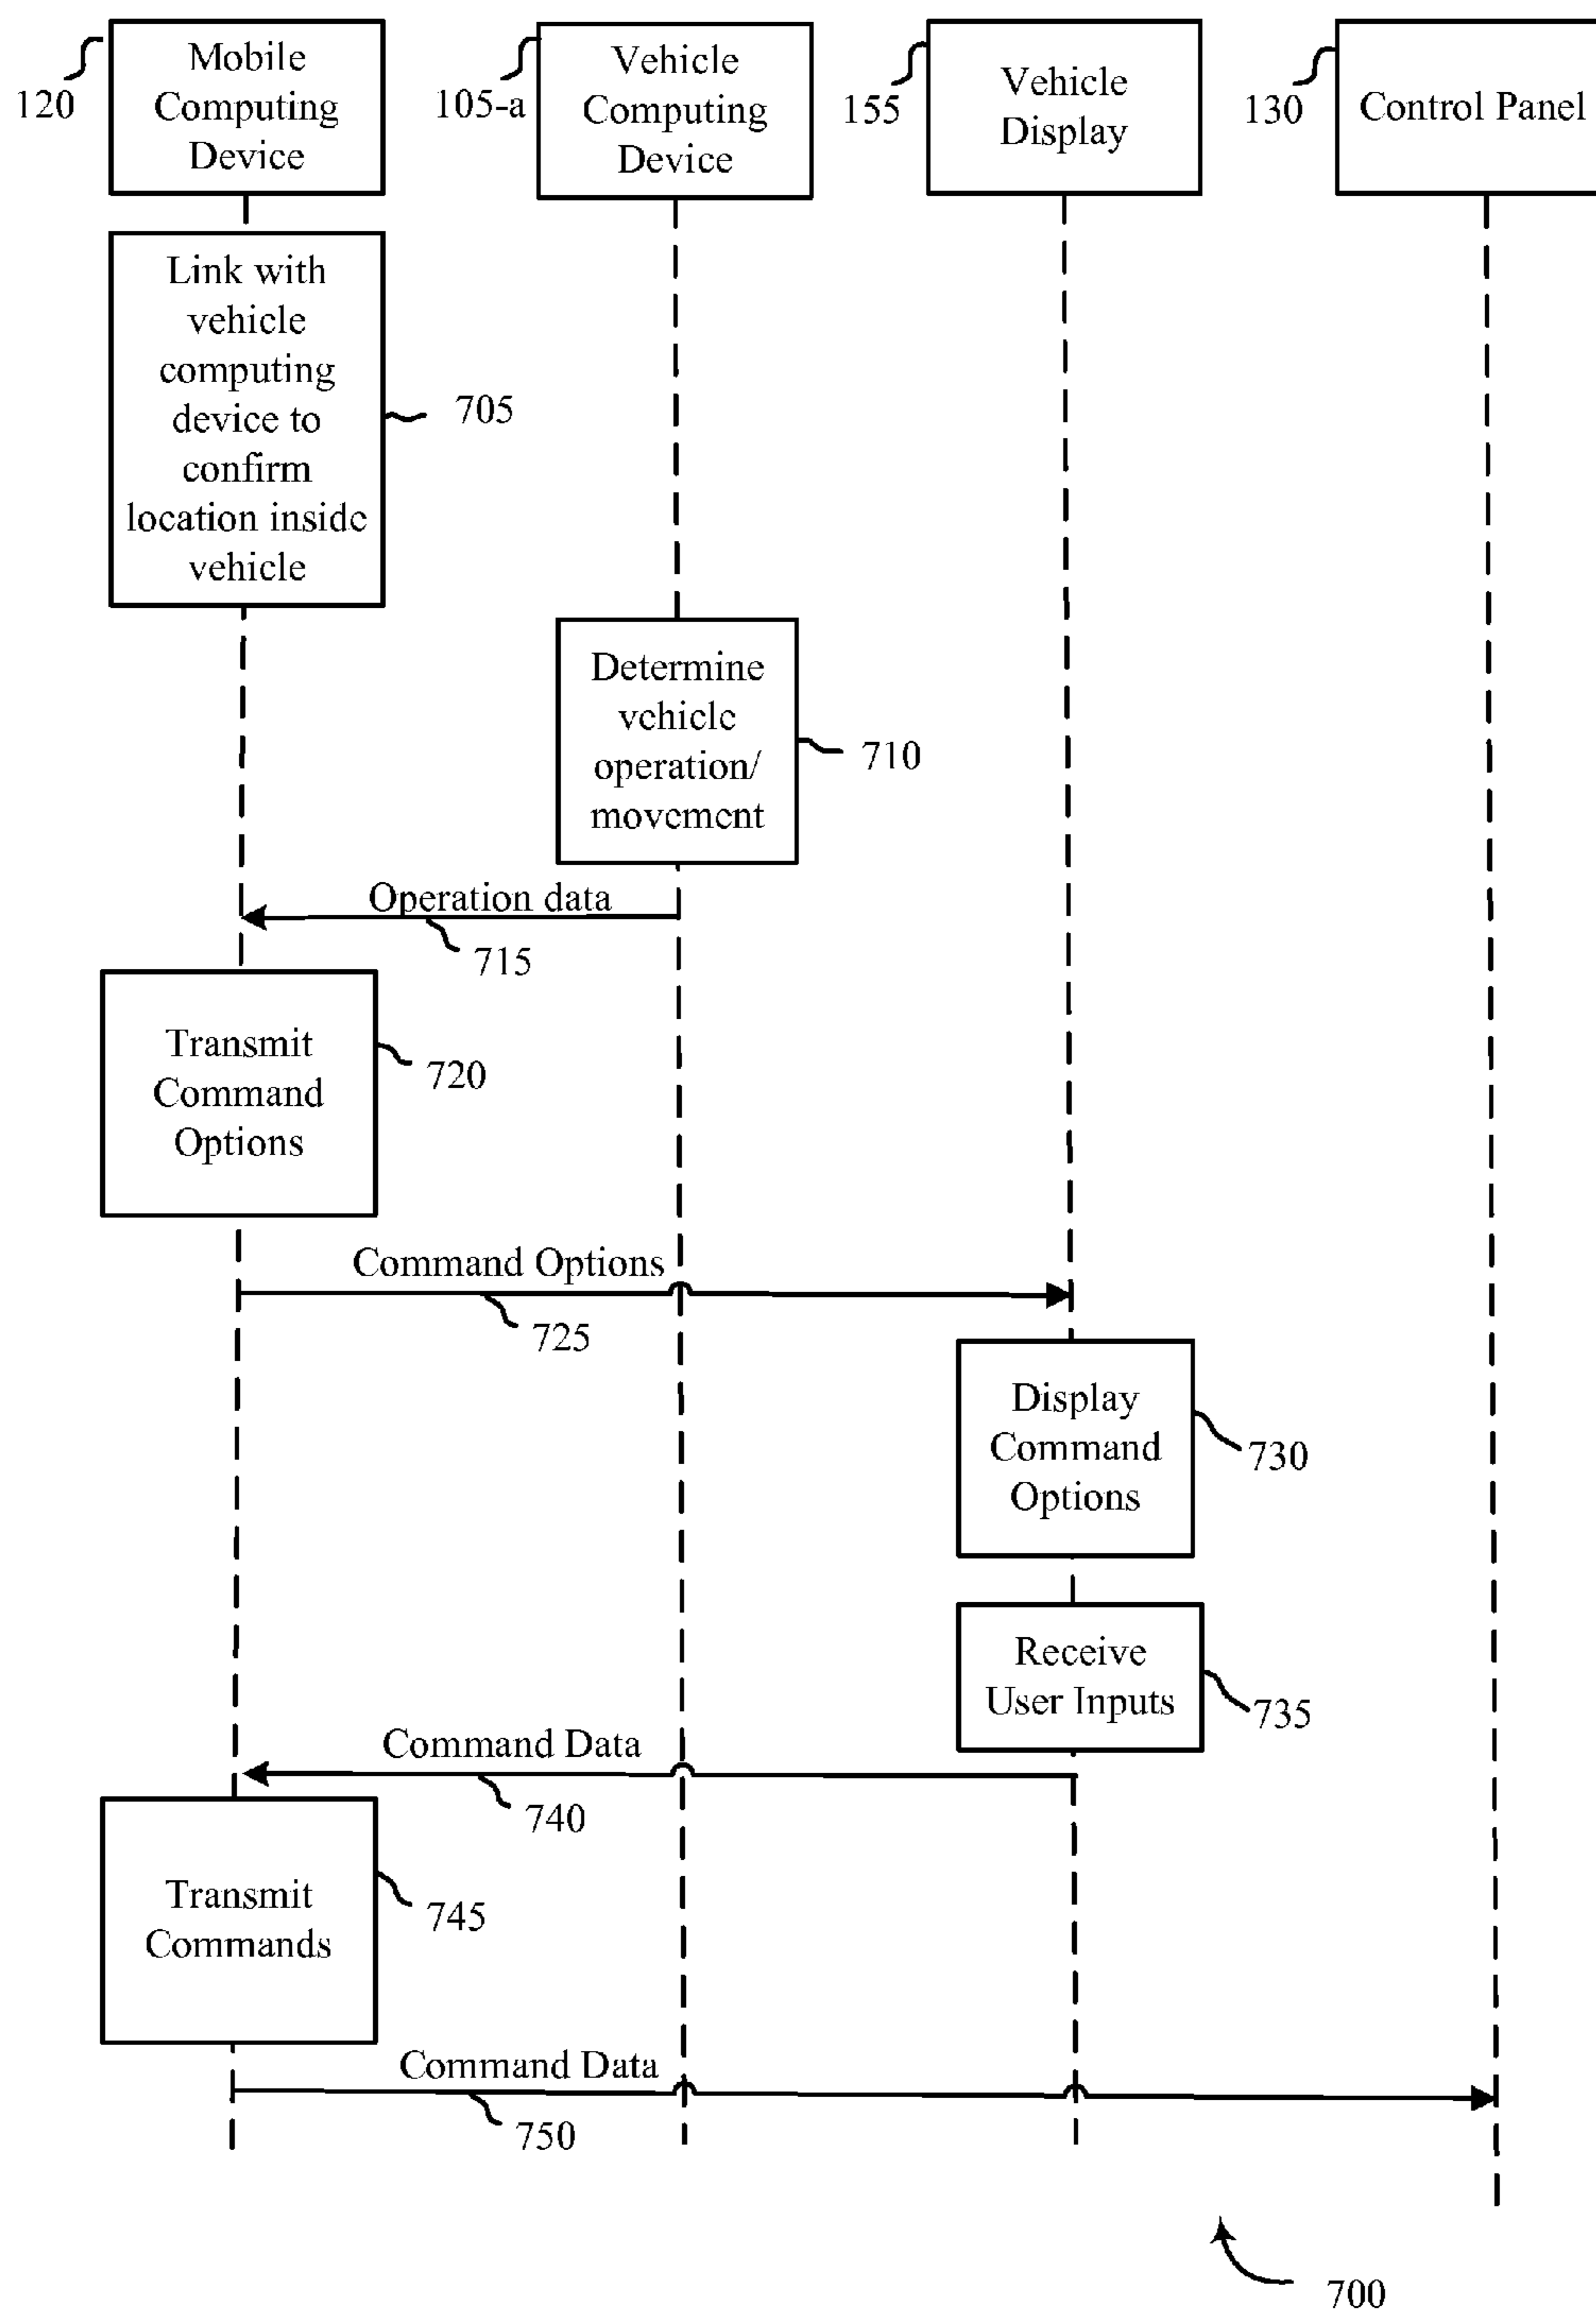 Mobile
Computing
Device
120
Vehicle
Computing
Device
105-a
Vehicle
Display
155
Control Panel
130
Link with
vehicle
computing
device to
confirm
location inside
vehicle
705
Determine
vehicle
operation/
movement
710
Operation data
715
Transmit
Command
Options
720
Command Options
725
Display
Command
Options
730
Receive
User Inputs
735
Command Data
740
Transmit
Commands
745
Command Data
750
700